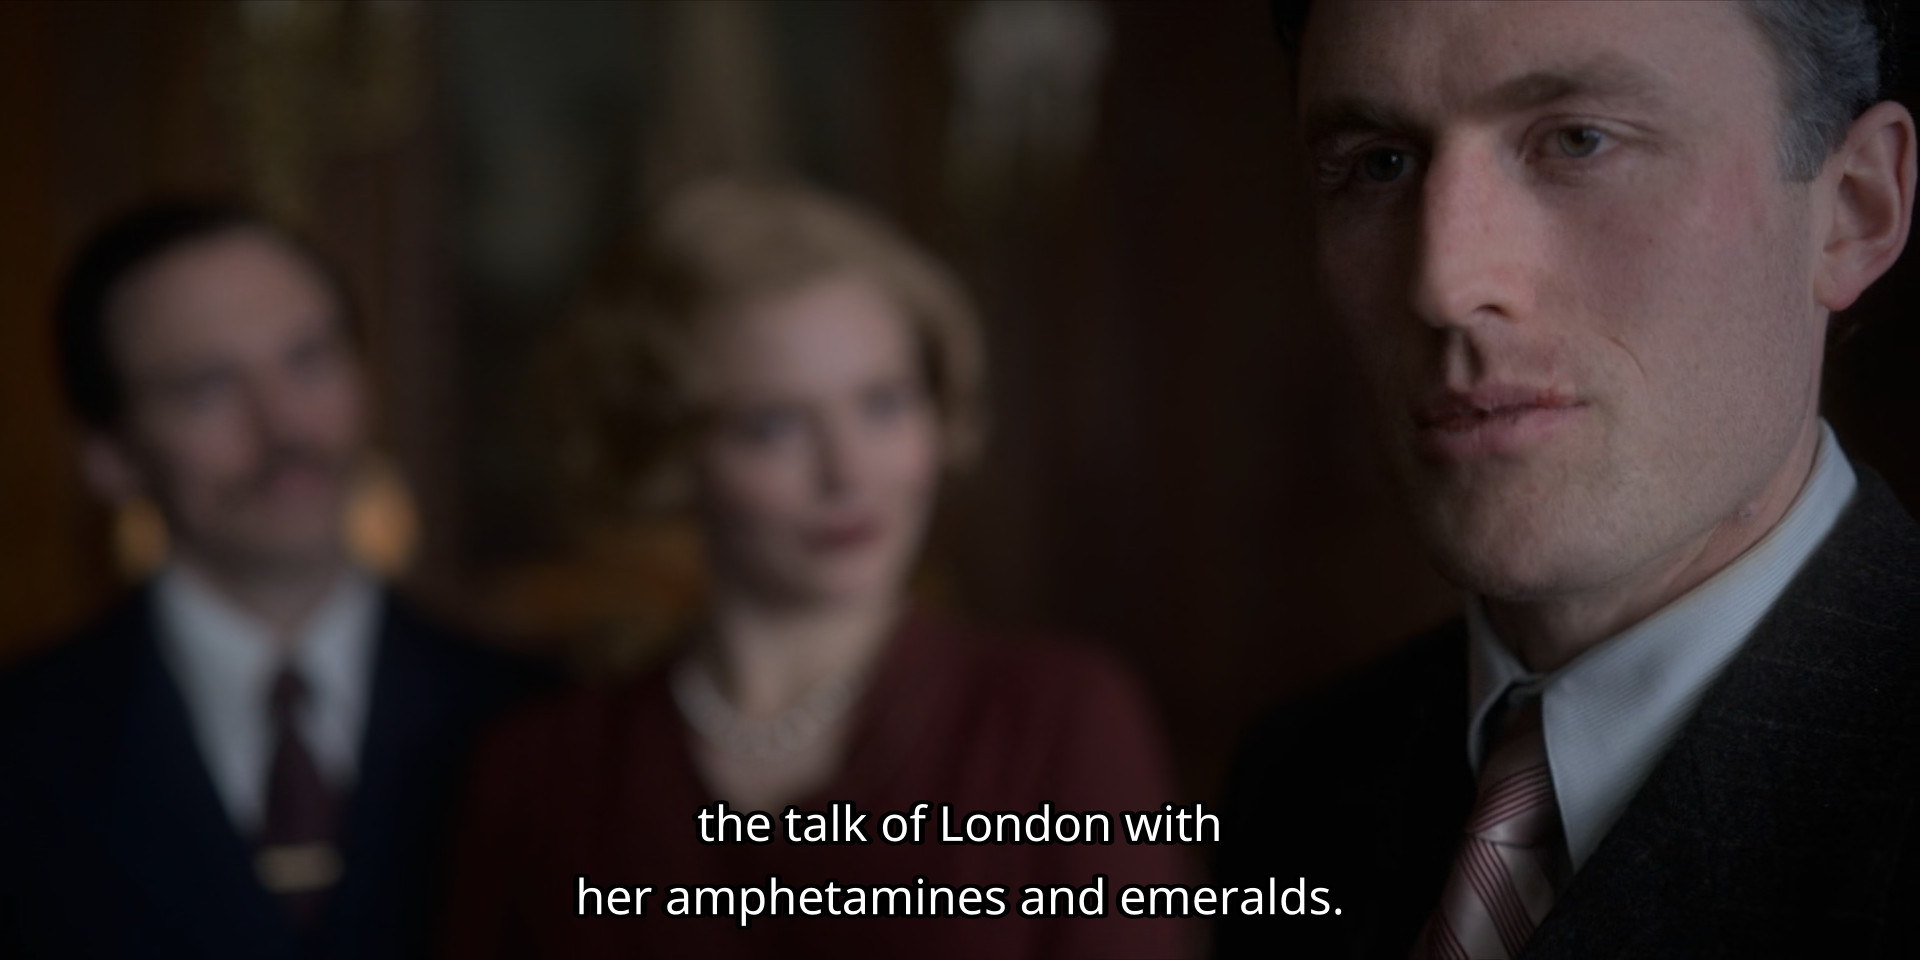 the talk of London with
her amphetamines and emeralds.